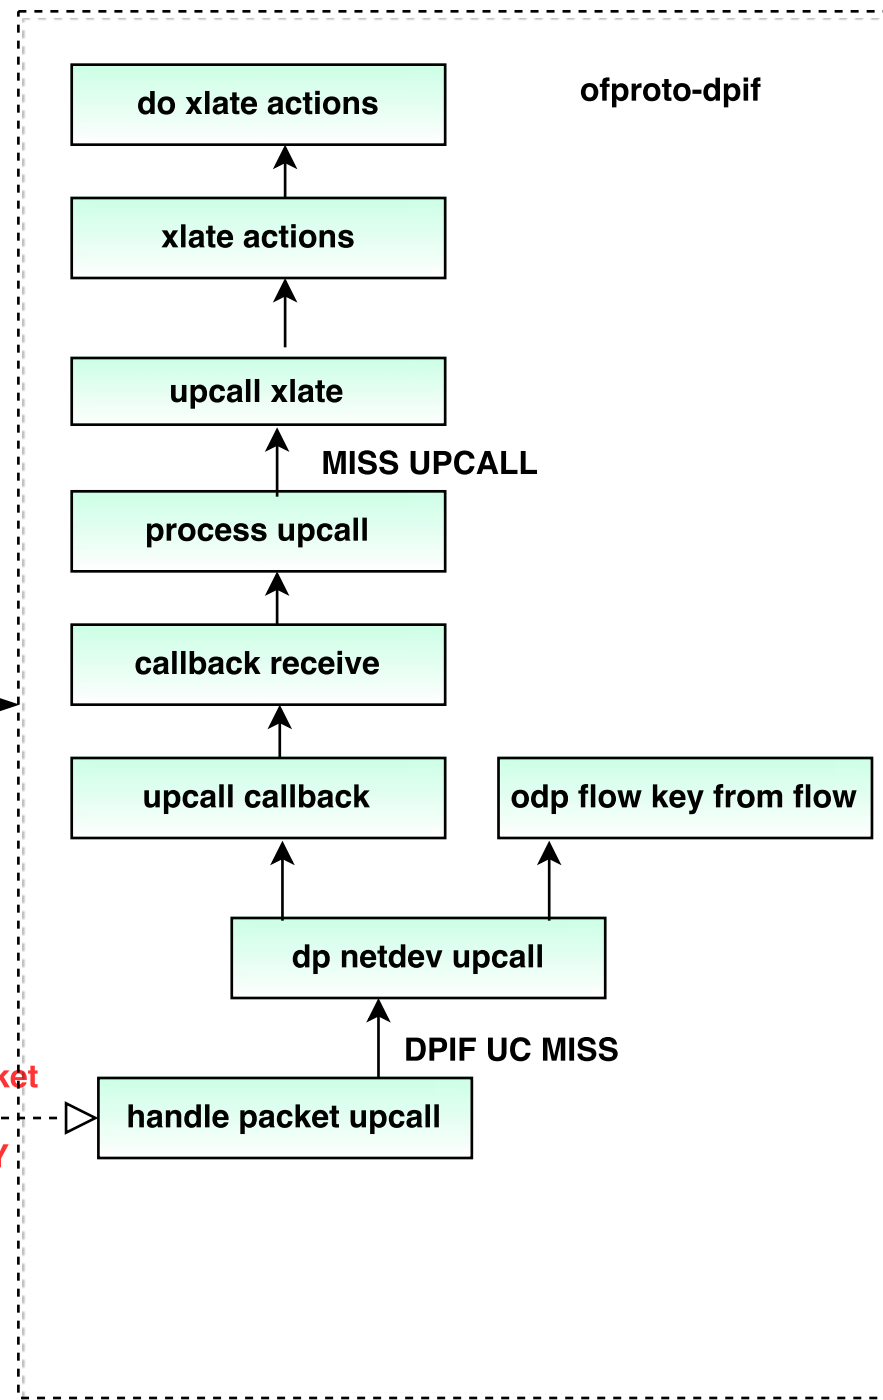 do xlate actions
ofproto-dpif
xlate actions
upcall xlate
MISS UPCALL
process upcall
callback receive
upcall callback
odp flow key from flow
dp netdev upcall
DPIF UC MISS
ket
handle packet upcall
Y